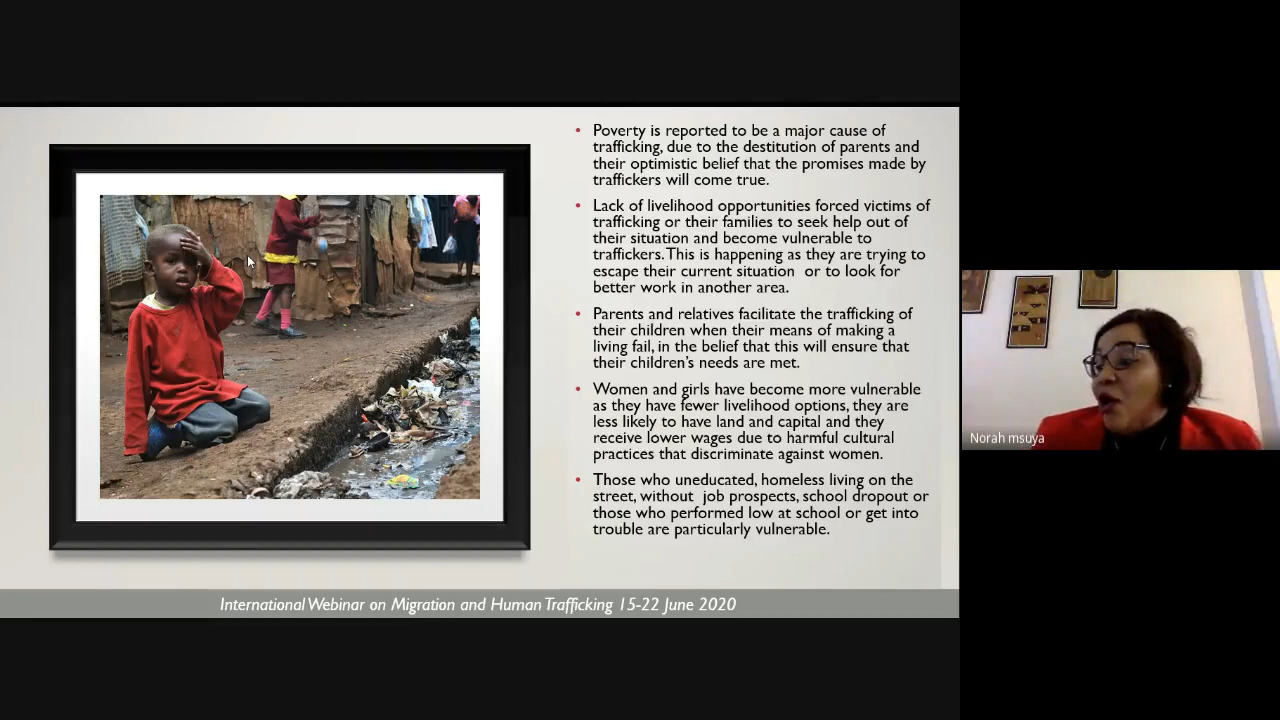 • Poverty is reported to be a major cause of
trafficking, due to the destitution of parents and
their optimistic belief that the promises made by
traffickers will come true.
• Lack of livelihood opportunities forced victims of
trafficking or their families to seek help out of
their situation and become vulnerable to
traffickers. This is happening as they are trying to
escape their current situation or to look for
better work in another area.
• Parents and relatives facilitate the trafficking of
their children when their means of making a
living fail, in the belief that this will ensure that
their children's needs are met.
• Women and girls have become more vulnerable
as they have fewer livelihood options, they are
less likely to have land and capital and they
receive lower wages due to harmful cultural
practices that discriminate against women.
• Those who uneducated, homeless living on the
street, without job prospects, school dropout or
those who performed low at school or get into
trouble are particularly vulnerable.
International Webinar on Migration and Human Trafficking 15-22 June 2020
Norah msuya